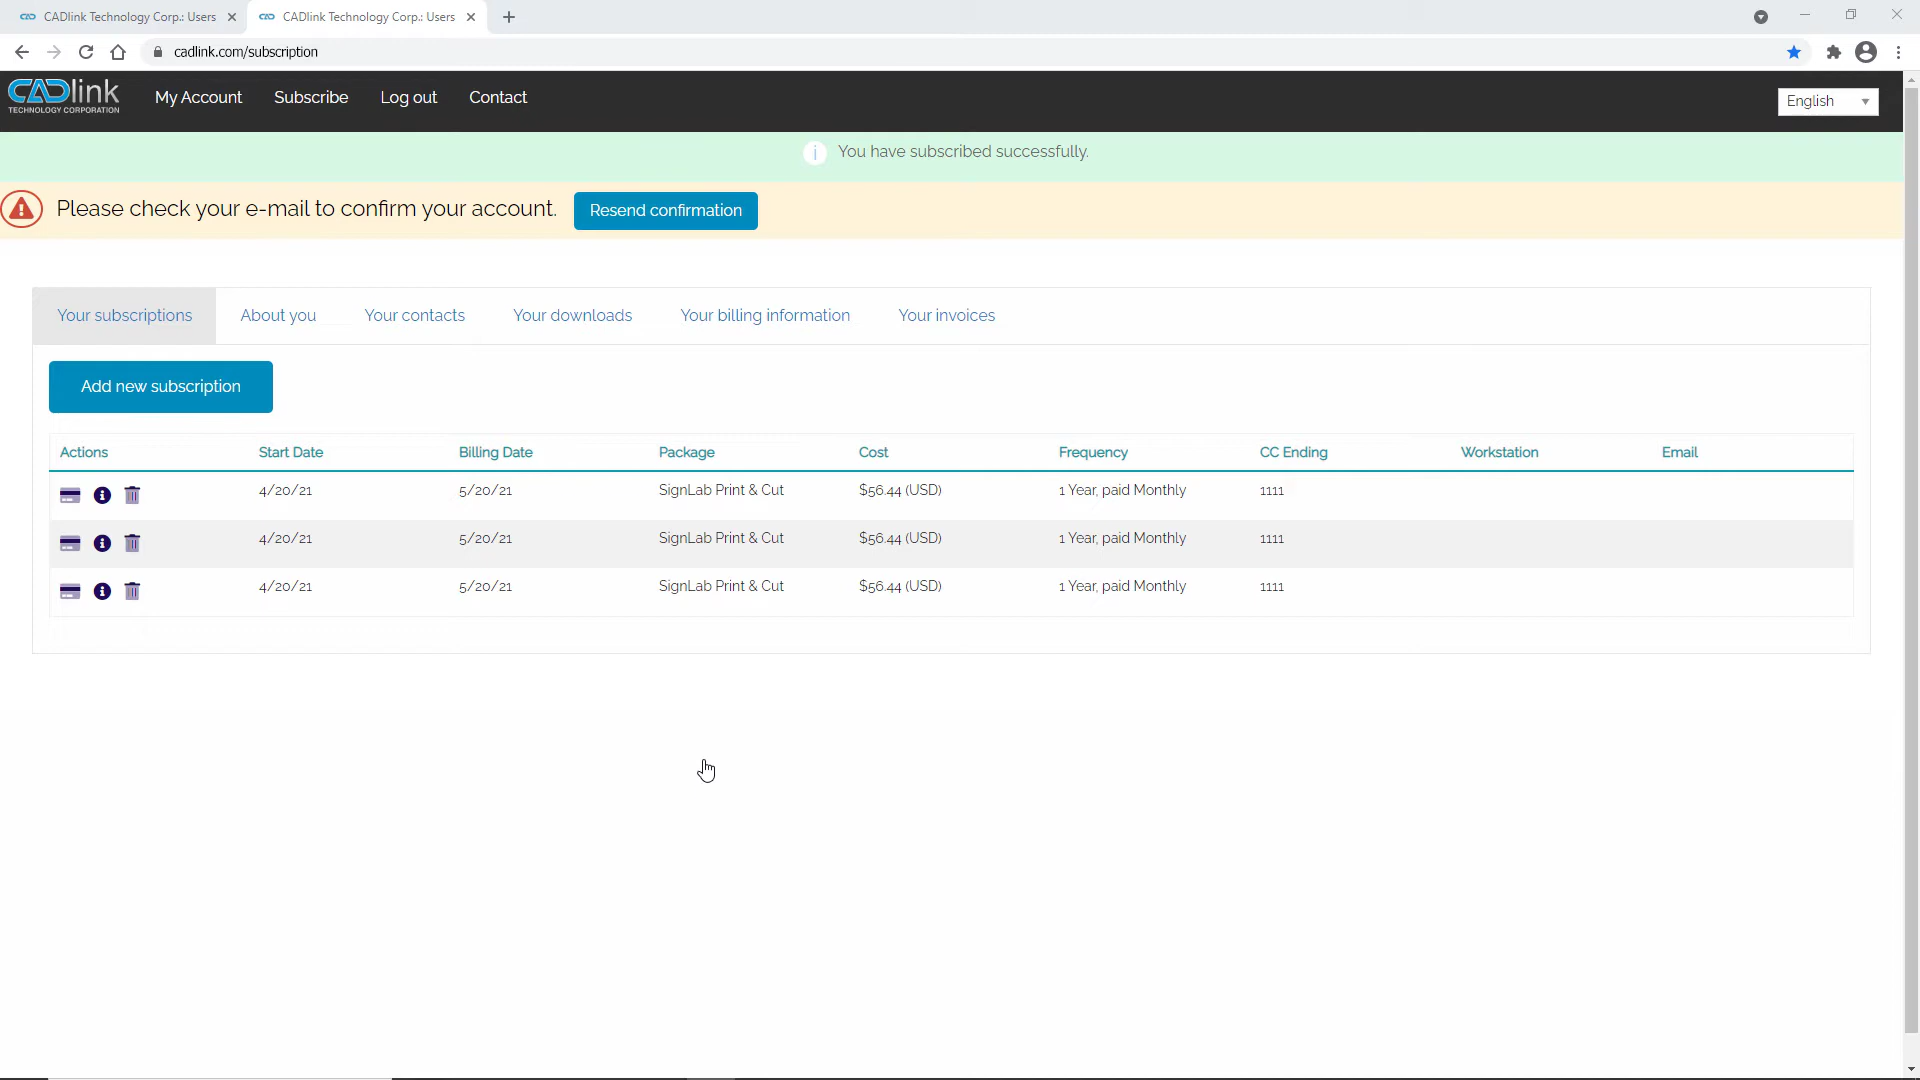 CADlink Technology Corp.: Users
CADlink Technology Corp.: Users
cadlink.com/subscription
CADlink
TECHNOLOGY CORPORATION
My Account
Subscribe
Log out
Contact
English
You have subscribed successfully.
Please check your e-mail to confirm your account.
Resend confirmation
Your subscriptions
About you
Your contacts
Your downloads
Your billing information
Your invoices
Add new subscription
Actions Start Date Billing Date Package Cost Frequency CC Ending Workstation Email
4/20/21 5/20/21 SignLab Print & Cut $56.44 (USD) 1 Year, paid Monthly 1111
4/20/21 5/20/21 SignLab Print & Cut $56.44 (USD) 1 Year, paid Monthly 1111
4/20/21 5/20/21 SignLab Print & Cut $56.44 (USD) 1 Year, paid Monthly 1111